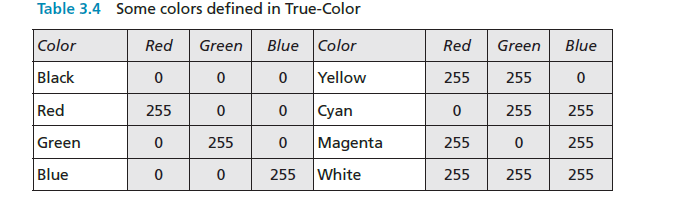 Table 3.4 Some colors defined in True-Color
Color Red Green Blue Color Red Green Blue
Black 0 0 0 Yellow 255 255 0
Red 255 0 0 Cyan 0 255 255
Green 0 255 0 Magenta 255 0 255
Blue 0 0 255 White 255 255 255